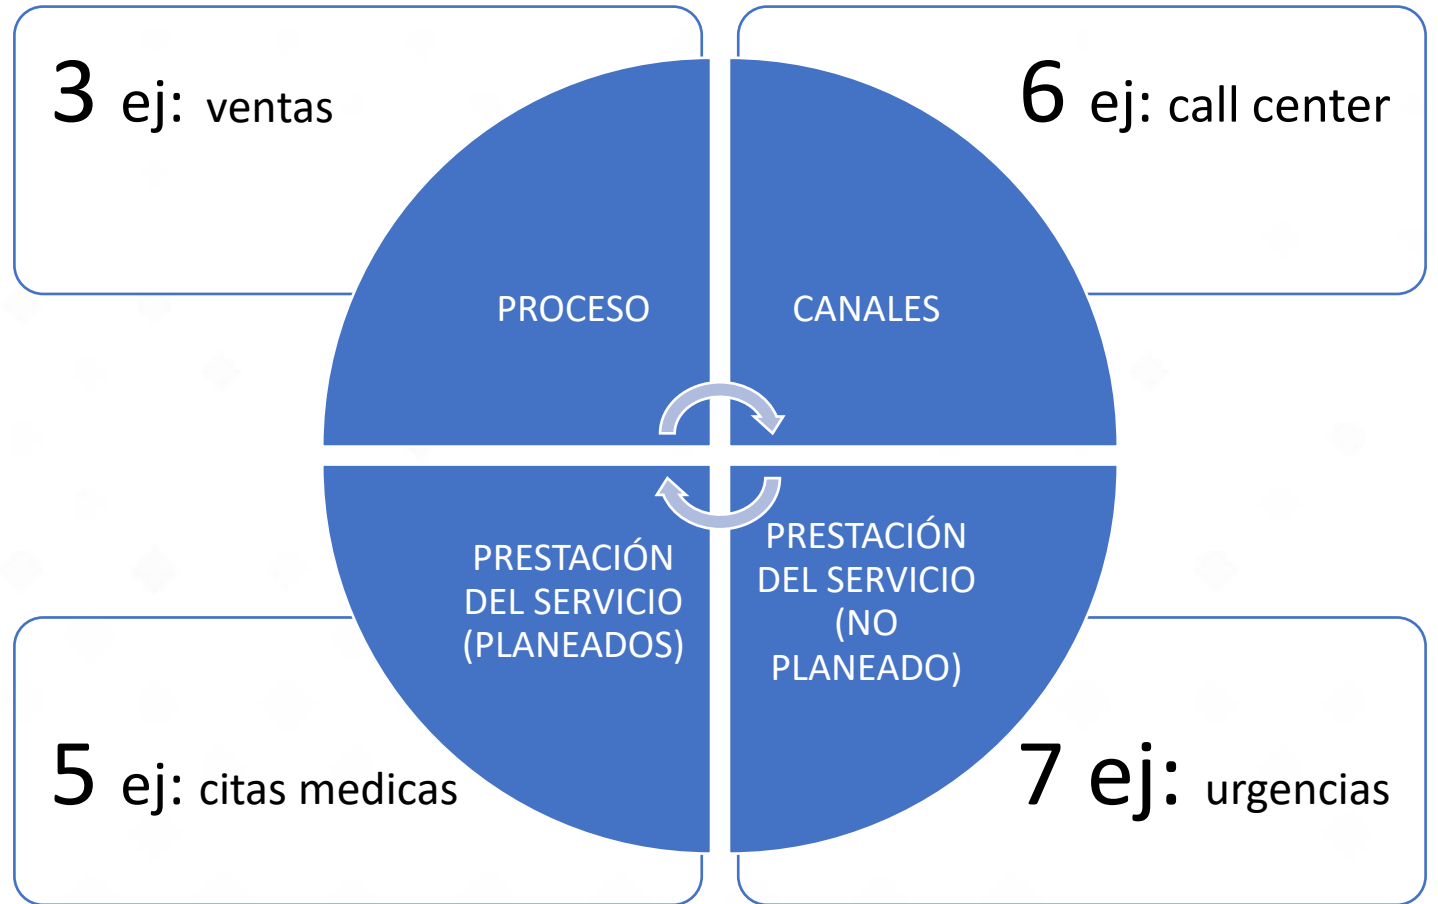 3 ej: ventas
6 ej: call center
PROCESO
CANALES
PRESTACIÓN
DEL SERVICIO
(PLANEADOS)
PRESTACIÓN
DEL SERVICIO
(NO
PLANEADO)
5 ej: citas medicas
7 ej: urgencias